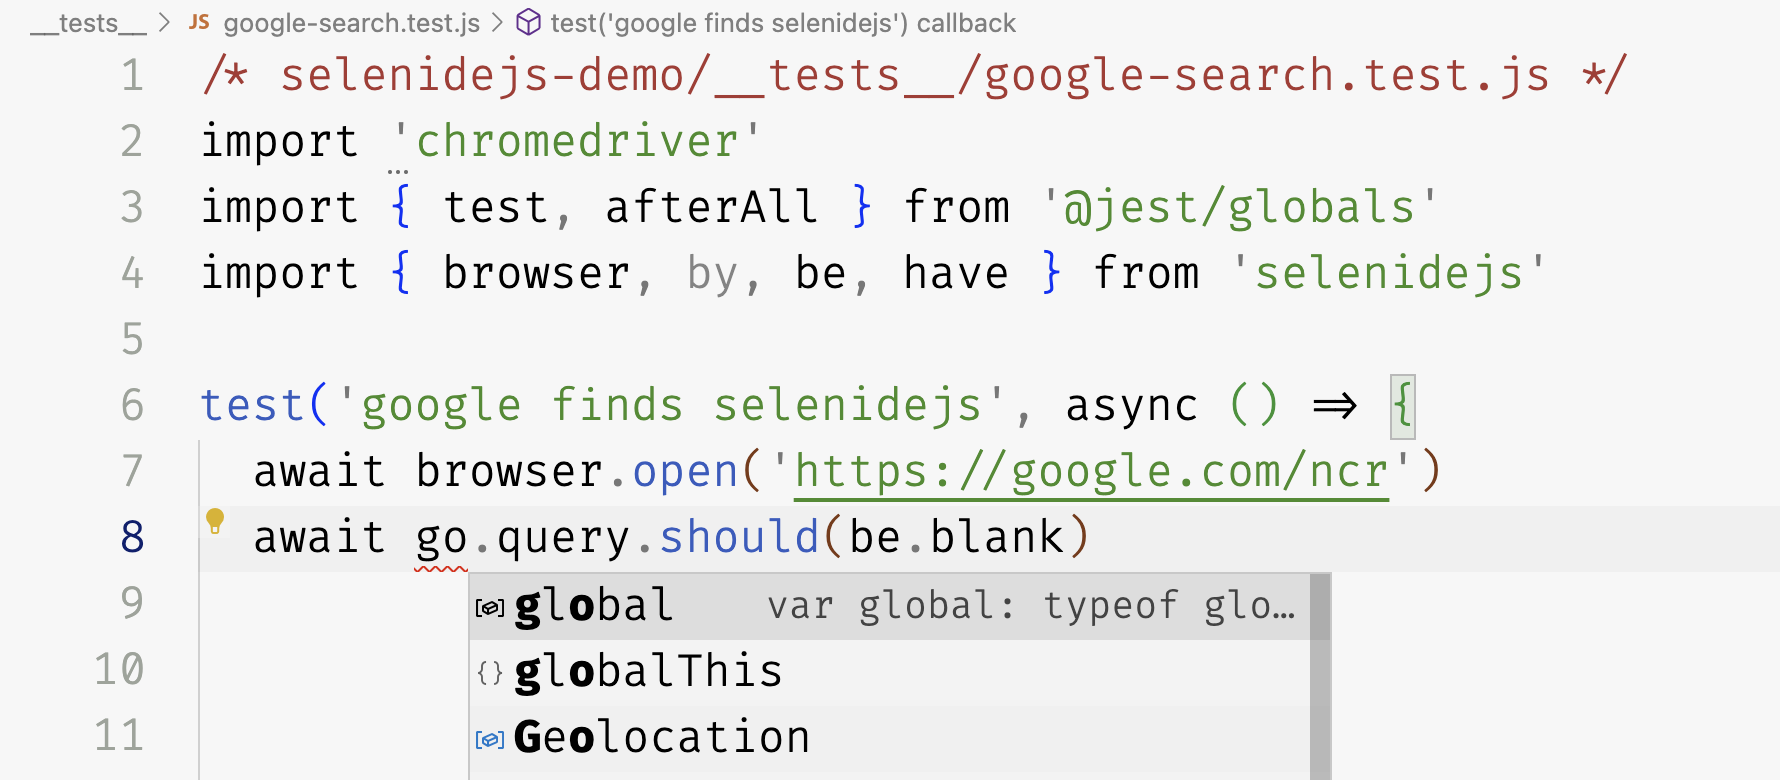 __tests__ > JS google-search.test.js > test('google finds selenidejs') callback
1 /* selenidejs-demo/__tests__/google-search.test.js */
2 import 'chromedriver'
3 import { test, afterAll } from '@jest/globals'
4 import { browser, by, be, have } from 'selenidejs'
5
6 test('google finds selenidejs', async () => {
7 await browser.open('https://google.com/ncr')
8 await go.query.should(be.blank)
9 global var global: typeof glo…
10 globalThis
11 Geolocation